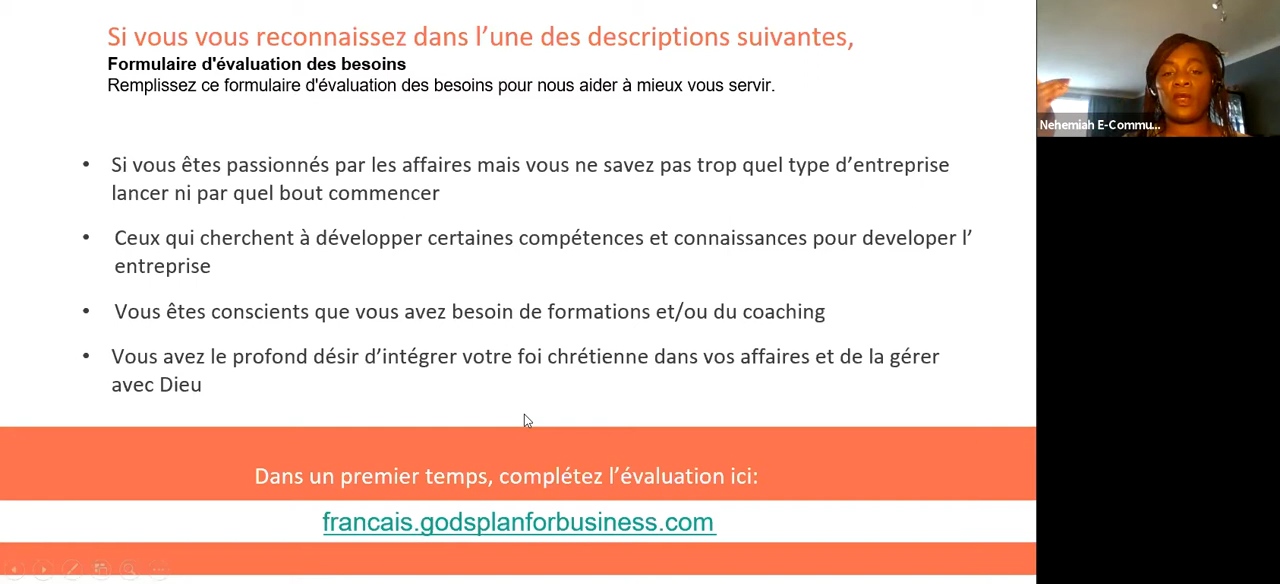 Si vous vous reconnaissez dans l’une des descriptions suivantes,
Formulaire d'évaluation des besoins
Remplissez ce formulaire d'évaluation des besoins pour nous aider à mieux vous servir.
• Si vous êtes passionnés par les affaires mais vous ne savez pas trop quel type d’entreprise
lancer ni par quel bout commencer
• Ceux qui cherchent à développer certaines compétences et connaissances pour developer l’
entreprise
• Vous êtes conscients que vous avez besoin de formations et/ou du coaching
• Vous avez le profond désir d’intégrer votre foi chrétienne dans vos affaires et de la gérer
avec Dieu
Dans un premier temps, complétez l’évaluation ici:
francais.godsplanforbusiness.com
Nehemiah E-Commu...